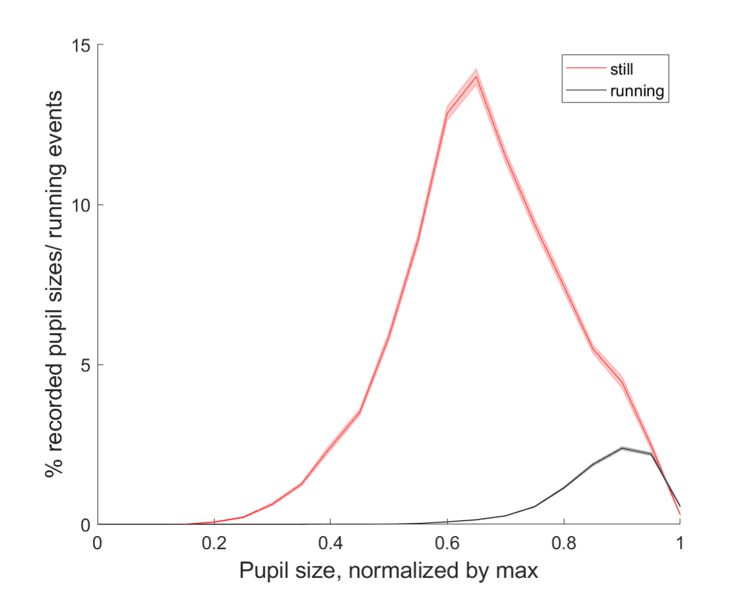 15
still
running
10
5
0
% recorded pupil sizes/ running events
0
0.2
0.4
0.6
0.8
1
Pupil size, normalized by max